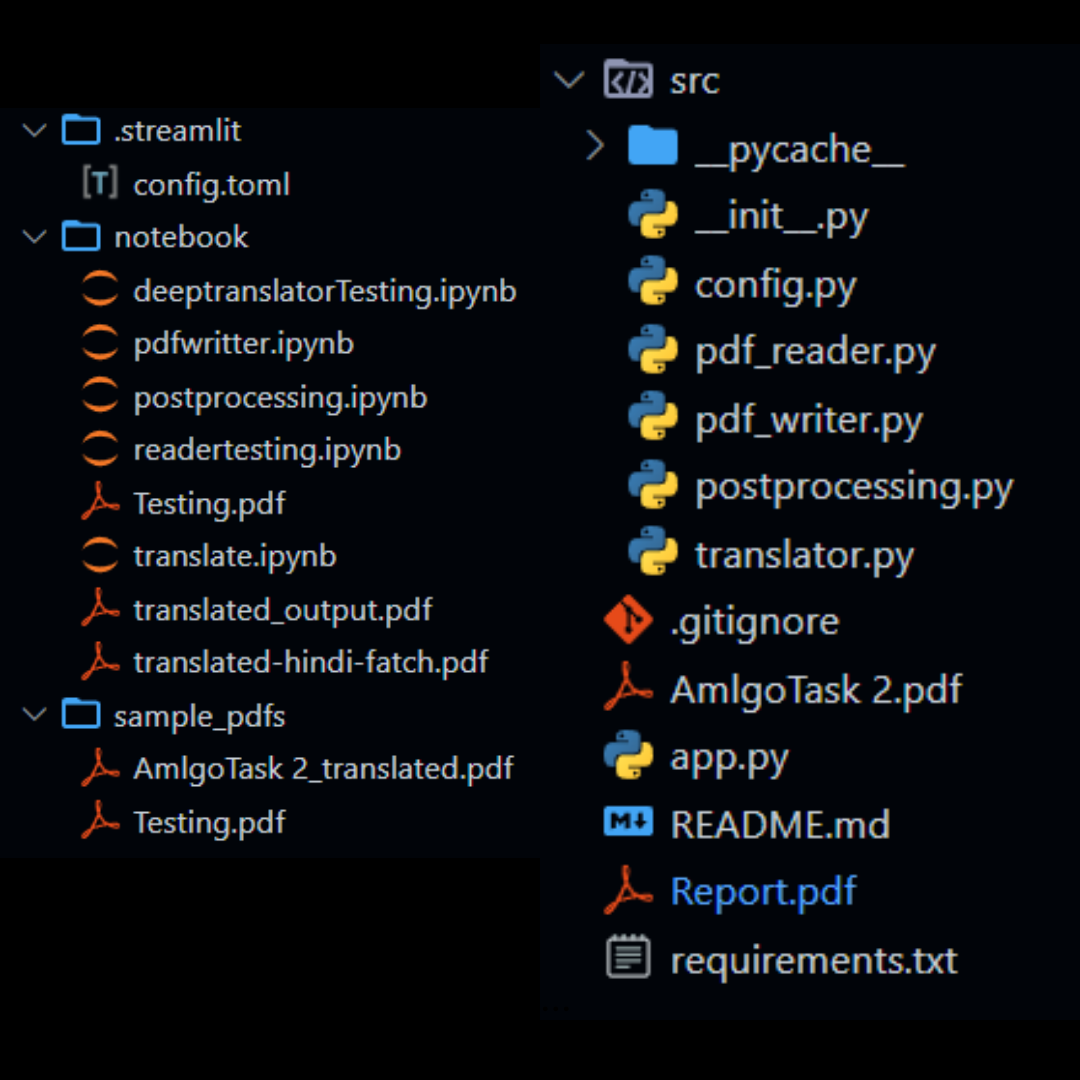 .streamlit
config.toml
notebook
deeptranslatorTesting.ipynb
pdfwritter.ipynb
postprocessing.ipynb
readertesting.ipynb
Testing.pdf
translate.ipynb
translated_output.pdf
translated-hindi-fatch.pdf
sample_pdfs
AmlgoTask 2_translated.pdf
Testing.pdf
src
__pycache__
__init__.py
config.py
pdf_reader.py
pdf_writer.py
postprocessing.py
translator.py
.gitignore
AmlgoTask 2.pdf
app.py
README.md
Report.pdf
requirements.txt